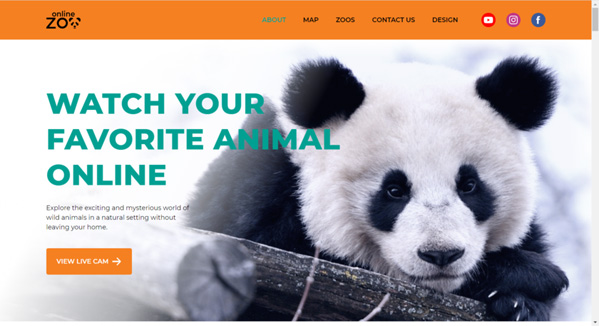 online
ZOO
ABOUT MAP ZOOS CONTACT US DESIGN
WATCH YOUR
FAVORITE ANIMAL
ONLINE
Explore the exciting and mysterious world of
wild animals in a natural setting without
leaving your home.
VIEW LIVE CAM